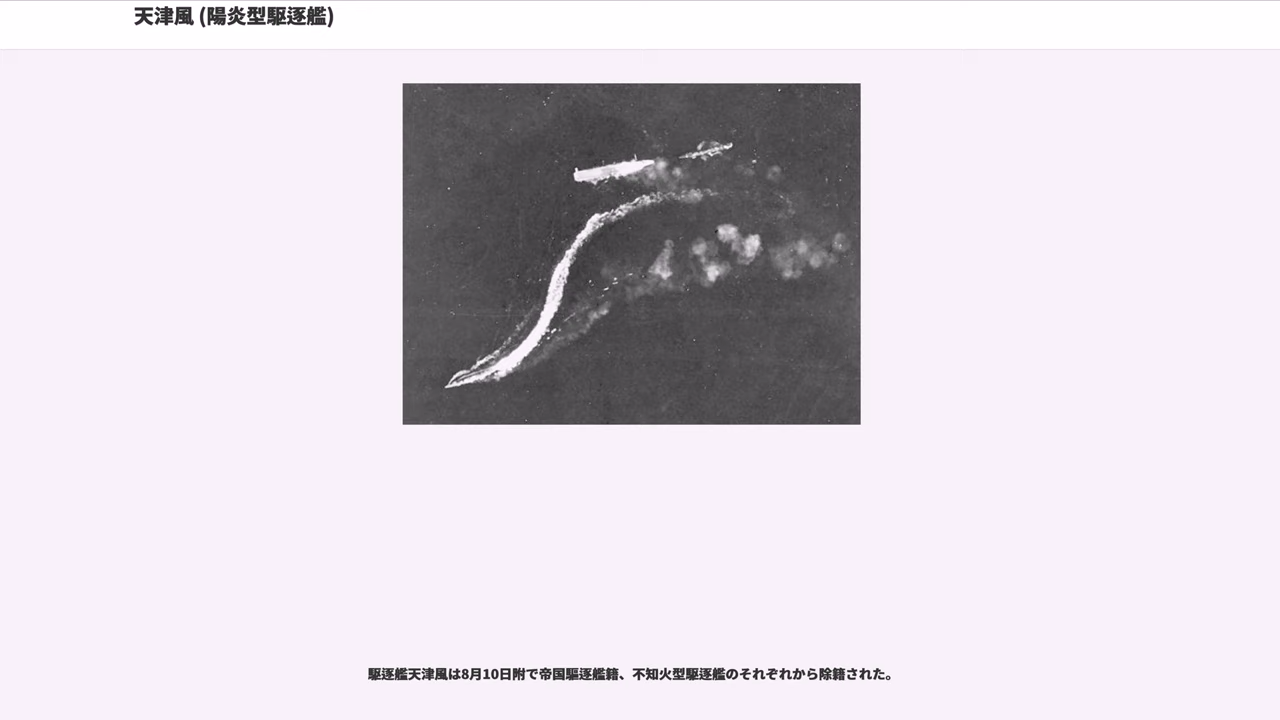 天津風 (陽炎型駆逐艦)
駆逐艦天津風は8月10日附で帝国驅逐艦籍、不知火型駆逐艦のそれぞれから除籍された。